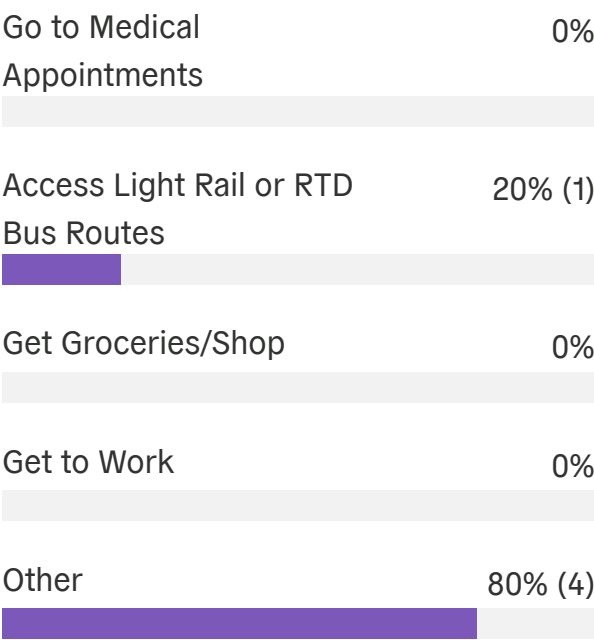 Go to Medical
Appointments
0%
Access Light Rail or RTD
Bus Routes
20% (1)
Get Groceries/Shop
0%
Get to Work
0%
Other
80% (4)